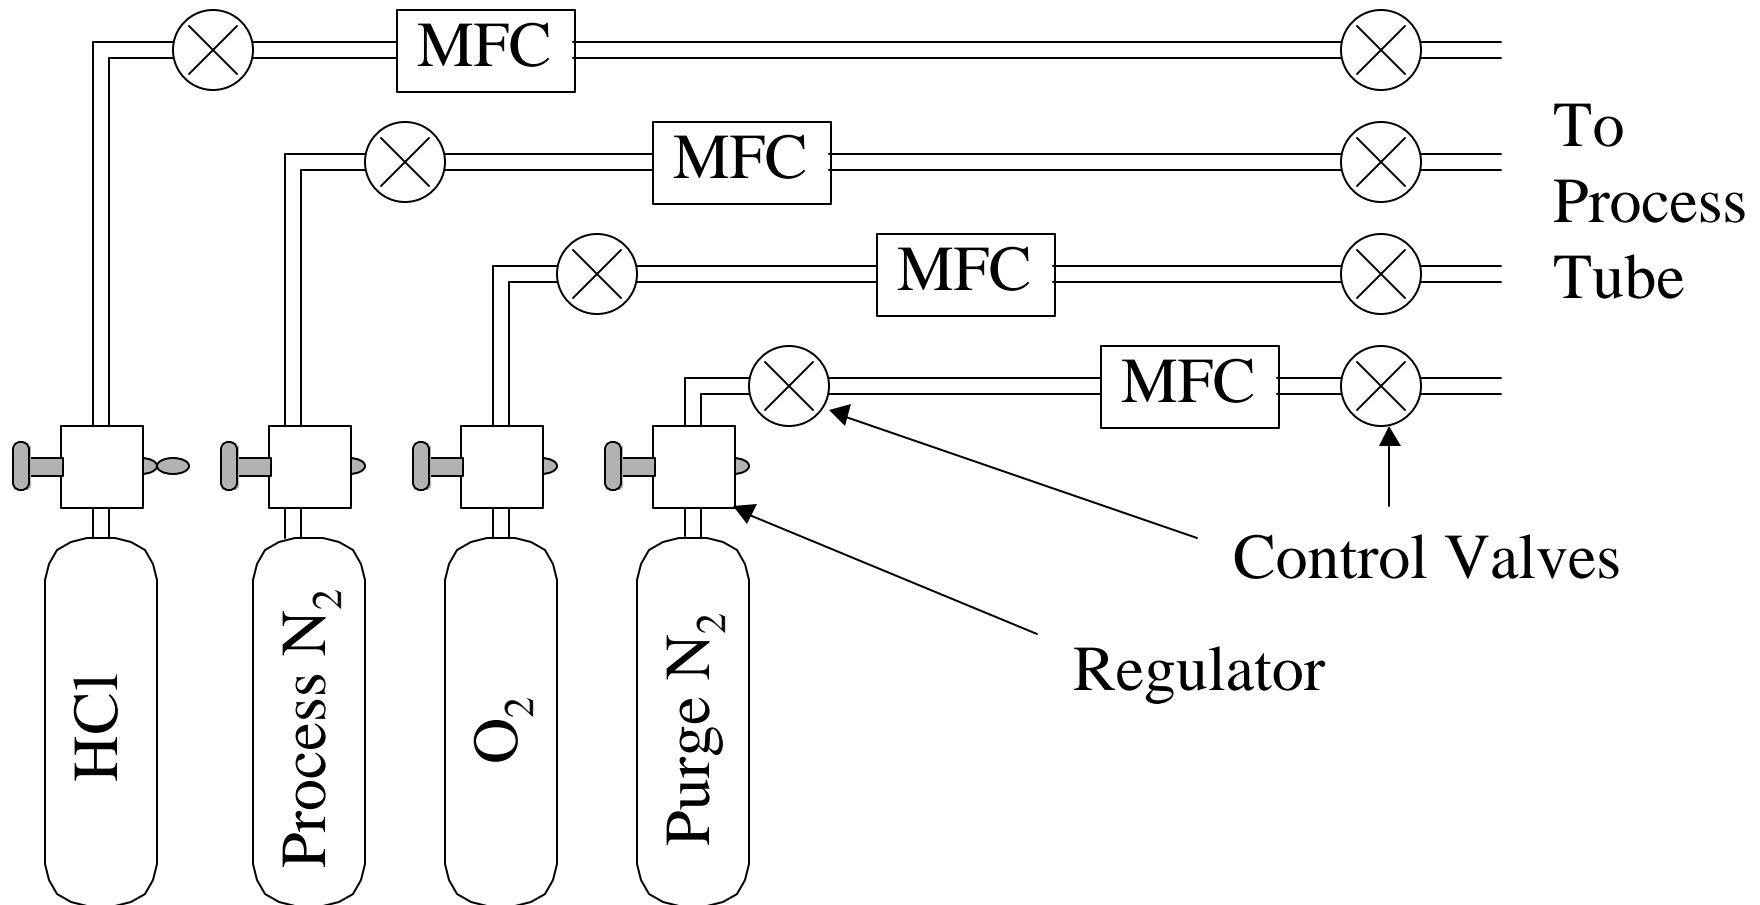 MFC
MFC
MFC
MFC
To
Process
Tube
Control Valves
Regulator
HCl
Process N₂
O₂
Purge N₂